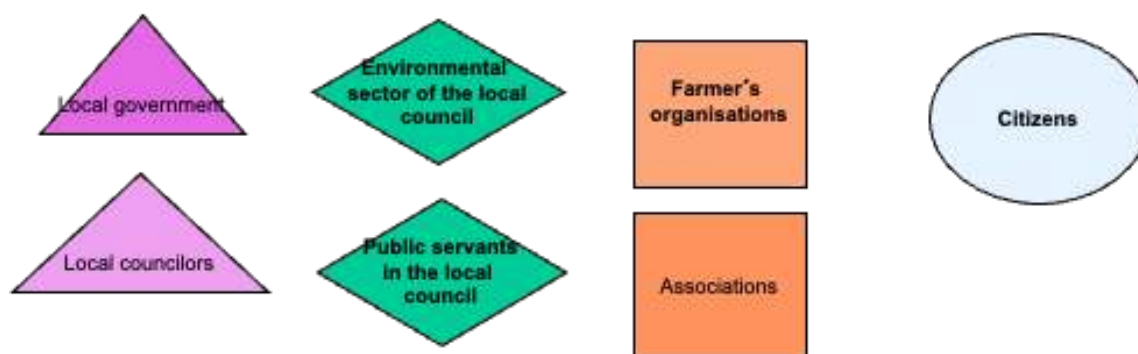 Local government
Environmental
sector of the local
council
Farmer´s
organisations
Citizens
Local councilors
Public servants
in the local
council
Associations